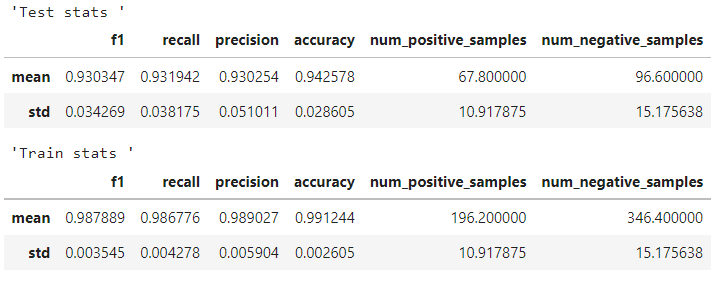 'Test stats '
f1 recall precision accuracy num_positive_samples num_negative_samples
mean 0.930347 0.931942 0.930254 0.942578 67.800000 96.600000
std 0.034269 0.038175 0.051011 0.028605 10.917875 15.175638
'Train stats '
f1 recall precision accuracy num_positive_samples num_negative_samples
mean 0.987889 0.986776 0.989027 0.991244 196.200000 346.400000
std 0.003545 0.004278 0.005904 0.002605 10.917875 15.175638